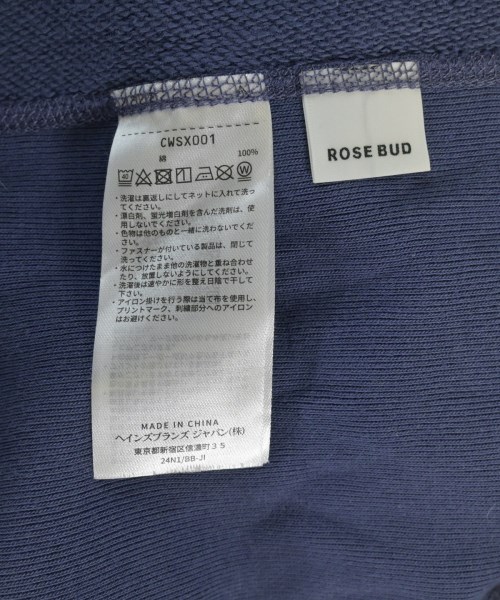 CWSX001
綿 100%
・洗濯は裏返しにしてネットに入れて洗っ
てください。
・漂白剤、蛍光増白剤を含んだ洗剤は、使
用しないでください。
・色物は他のものと一緒に洗わないでくだ
さい。
・ファスナーが付いている製品は、閉じて
洗ってください。
・水につけたまま他の洗濯物と重ね合わせ
たり、放置しないようにしてください。
・洗濯後は速やかに形を整え日陰で干して
下さい。
・アイロン掛けを行う際は当て布を使用し、
プリントマーク、刺繍部分へのアイロン
はお避けください。
MADE IN CHINA
ヘインズブランズ ジャパン(株)
東京都新宿区信濃町３５
24N1/BB-JI
ROSE BUD